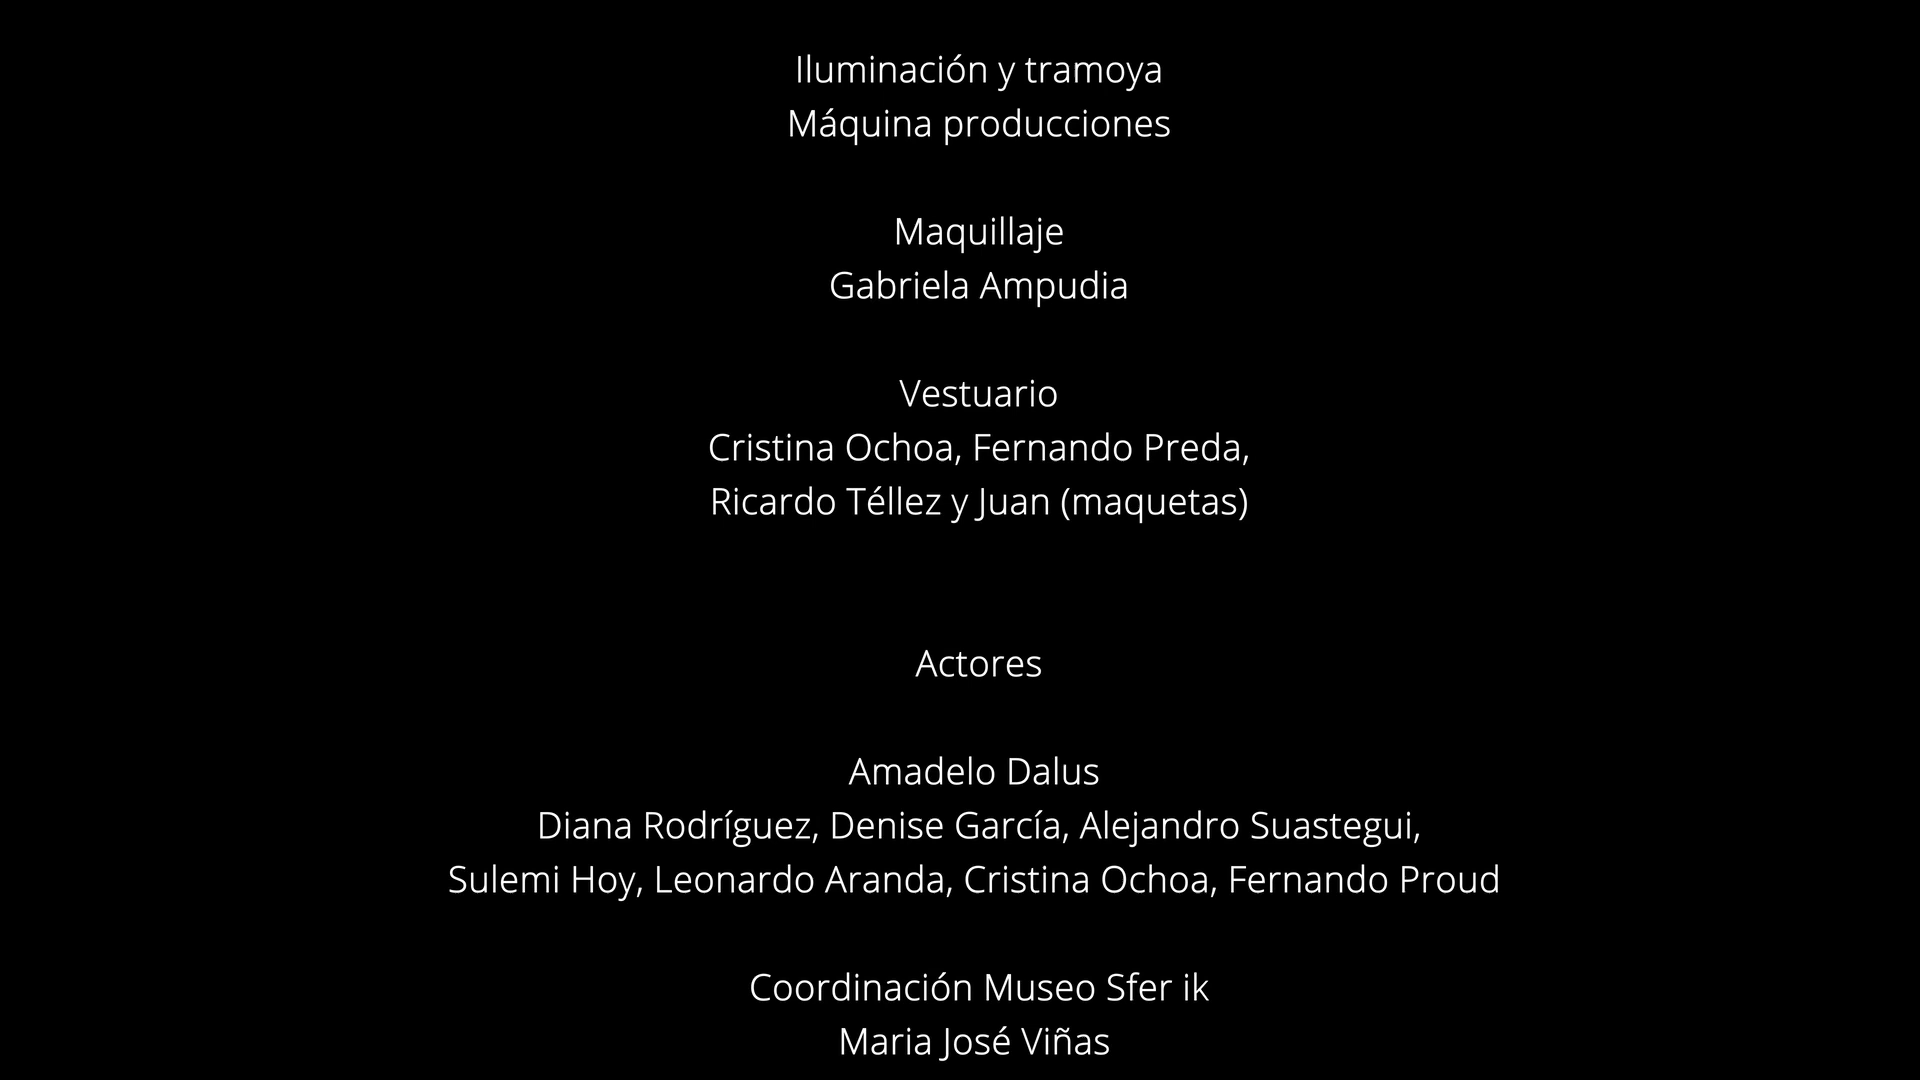 Iluminación y tramoya
Máquina producciones
Maquillaje
Gabriela Ampudia
Vestuario
Cristina Ochoa, Fernando Preda,
Ricardo Téllez y Juan (maquetas)
Actores
Amadelo Dalus
Diana Rodríguez, Denise García, Alejandro Suastegui,
Sulemi Hoy, Leonardo Aranda, Cristina Ochoa, Fernando Proud
Coordinación Museo Sfer ik
Maria José Viñas